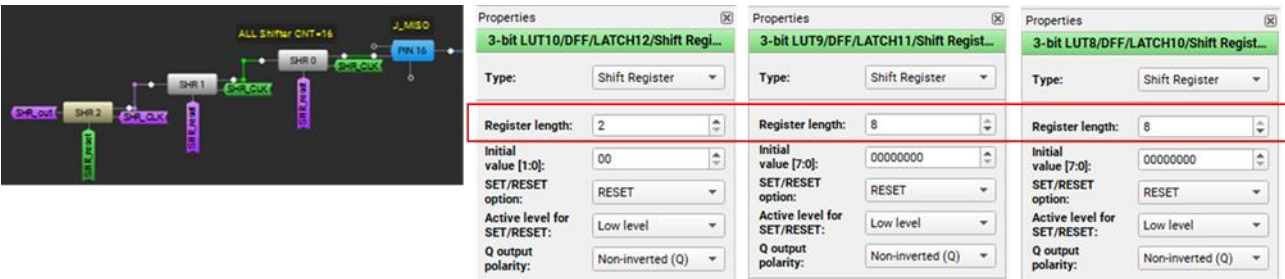 ALL Shifter CNT=16
J_MISO
PIN 16
SHR 0
SHR_CLK
SHR 1
SHR_CLK
SHR_reset
SHR_out
SHR 2
SHR_CLK
SHR_reset
SHR_reset
Properties
3-bit LUT10/DFF/LATCH12/Shift Regi...
Type: Shift Register
Register length: 2
Initial value [1:0]: 00
SET/RESET option: RESET
Active level for SET/RESET: Low level
Q output polarity: Non-inverted (Q)
Properties
3-bit LUT9/DFF/LATCH11/Shift Regist...
Type: Shift Register
Register length: 8
Initial value [7:0]: 00000000
SET/RESET option: RESET
Active level for SET/RESET: Low level
Q output polarity: Non-inverted (Q)
Properties
3-bit LUT8/DFF/LATCH10/Shift Regist...
Type: Shift Register
Register length: 8
Initial value [7:0]: 00000000
SET/RESET option: RESET
Active level for SET/RESET: Low level
Q output polarity: Non-inverted (Q)